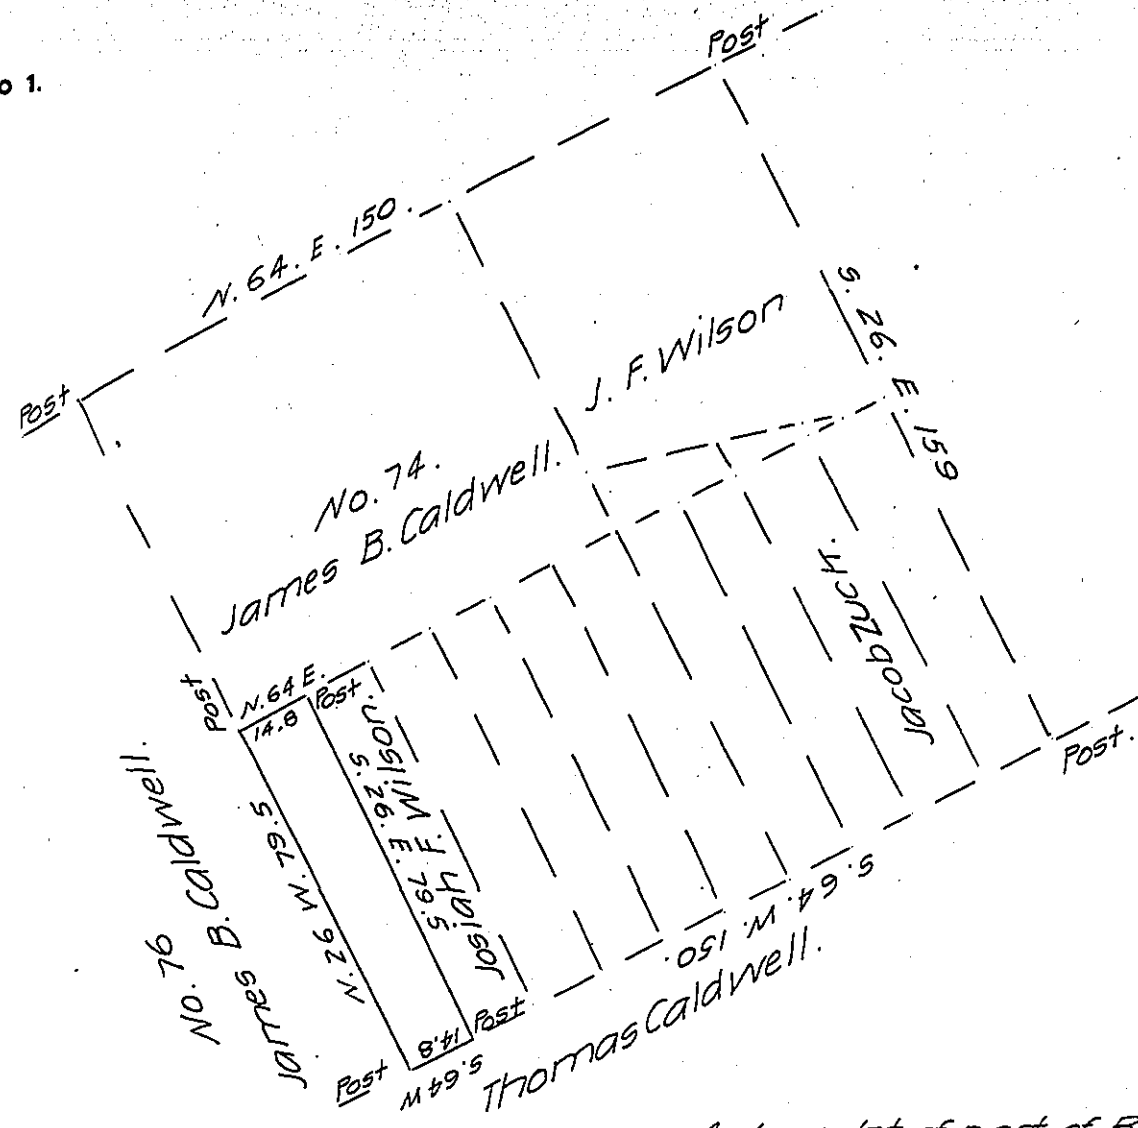 o 1.
Post
N. 64. E. 150.
Post
S. 26. E. 159
J. F. Wilson
No. 74.
James B. Caldwell.
Jacob Zuch.
Post
N. 64 E.
14.8
Post
Josiah F. Wilson.
S. 26. E. 79.5
N. 26 W. 79.5
No. 76
James B. Caldwell.
Post.
S. 64. W. 150.
Thomas Caldwell.
14.8
Post
S. 64 W
Post